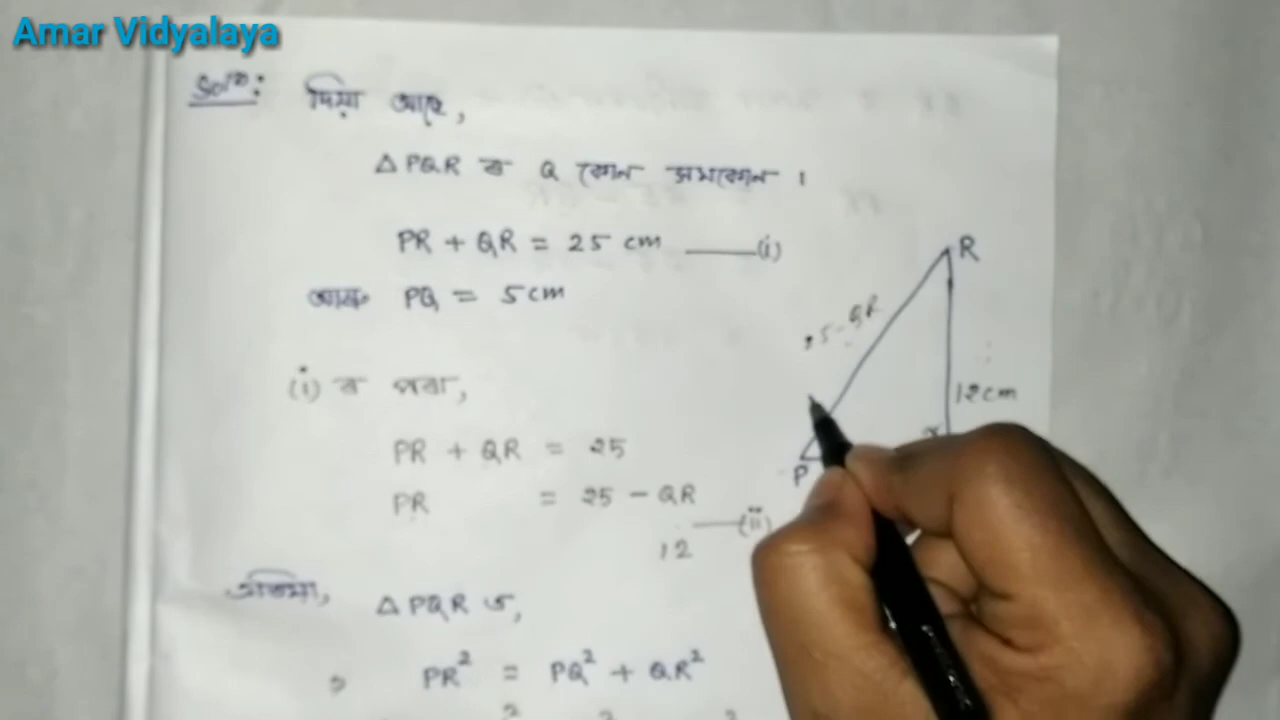 Amar Vidyalaya
Solⁿ: দিয়া আছে,
△PQR ৰ Q কোন সমকোন ।
PR + QR = 25 cm ——(i)
আৰু PQ = 5cm
(i) ৰ পৰা,
PR + QR = 25
PR = 25 - QR
——(ii)
12
এতিয়া, △PQR ত,
PR² = PQ² + QR²
R
5-QR
12cm
P